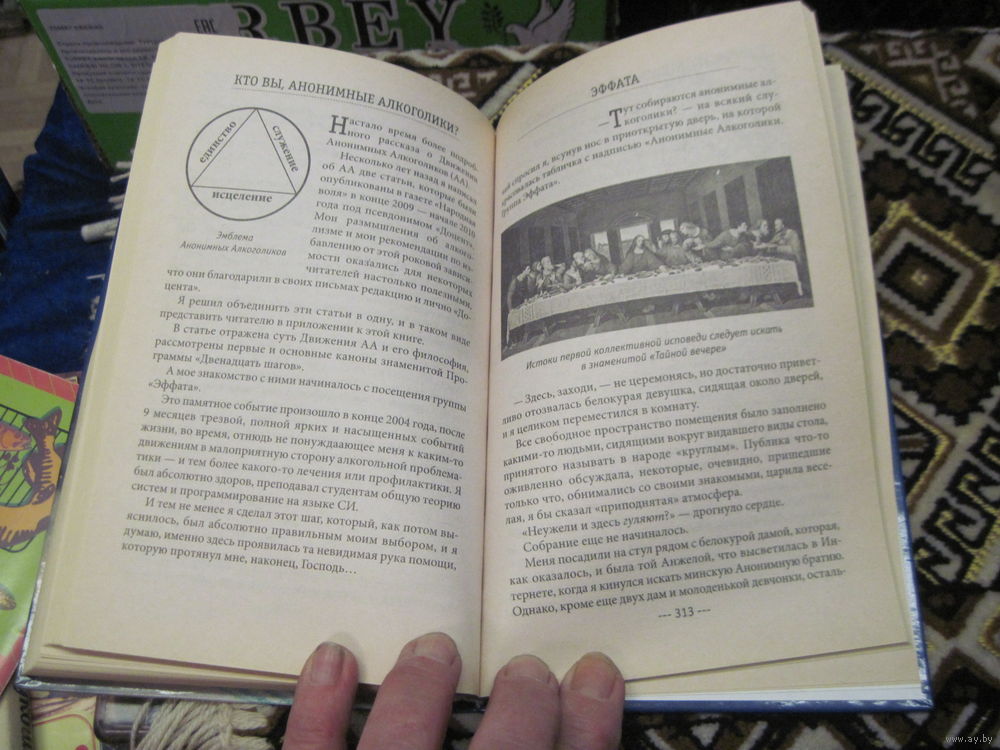 RBEY
EAC
КТО ВЫ, АНОНИМНЫЕ АЛКОГОЛИКИ?
единство
служение
исцеление
Эмблема
Анонимных Алкоголиков
Настало время более подроб-
ного рассказа о Движении
Анонимных Алкоголиков (АА).
Несколько лет назад я написал
об АА две статьи, которые были
опубликованы в газете «Народная
воля» в конце 2009 — начале 2010
года под псевдонимом «Доцент».
Мои размышления об алкого-
лизме и мои рекомендации по из-
бавлению от этой роковой зависи-
мости оказались для некоторых
читателей настолько полезными,
что они благодарили в своих письмах редакцию и лично «До-
цента».
Я решил объединить эти статьи в одну, и в таком виде
представить читателю в приложении к этой книге.
В статье отражена суть Движения АА и его философия,
рассмотрены первые и основные каноны знаменитой Про-
граммы «Двенадцать шагов».
А мое знакомство с ними начиналось с посещения группы
«Эффата».
Это памятное событие произошло в конце 2004 года, после
9 месяцев трезвой, полной ярких и насыщенных событий
жизни, во время, отнюдь не понуждающее меня к каким-то
движениям в малоприятную сторону алкогольной проблема-
тики — и тем более какого-то лечения или профилактики. Я
был абсолютно здоров, преподавал студентам общую теорию
систем и программирование на языке СИ.
И тем не менее я сделал этот шаг, который, как потом вы-
яснилось, был абсолютно правильным моим выбором, и я
думаю, именно здесь проявилась та невидимая рука помощи,
которую протянул мне, наконец, Господь…
ЭФФАТА
—Тут собираются анонимные ал-
коголики? — на всякий слу-
чай спросил я, всунув нос в приоткрытую дверь, на которой
красовалась табличка с надписью «Анонимные Алкоголики.
Группа Эффата».
Истоки первой коллективной исповеди следует искать
в знаменитой «Тайной вечере»
— Здесь, заходи, — не церемонясь, но достаточно привет-
ливо отозвалась белокурая девушка, сидящая около дверей,
и я целиком переместился в комнату.
Все свободное пространство помещения было заполнено
какими-то людьми, сидящими вокруг видавшего виды стола,
принятого называть в народе «круглым». Публика что-то
оживленно обсуждала, некоторые, очевидно, пришедшие
только что, обнимались со своими знакомыми, царила весе-
лая, я бы сказал «приподнятая» атмосфера.
«Неужели и здесь гуляют?» — дрогнуло сердце.
Собрание еще не начиналось.
Меня посадили на стул рядом с белокурой дамой, которая,
как оказалось, и была той Анжелой, что высветилась в Ин-
тернете, когда я кинулся искать минскую Анонимную братию.
Однако, кроме еще двух дам и молоденькой девчонки, осталь-
--- 313 ---
www.ay.by